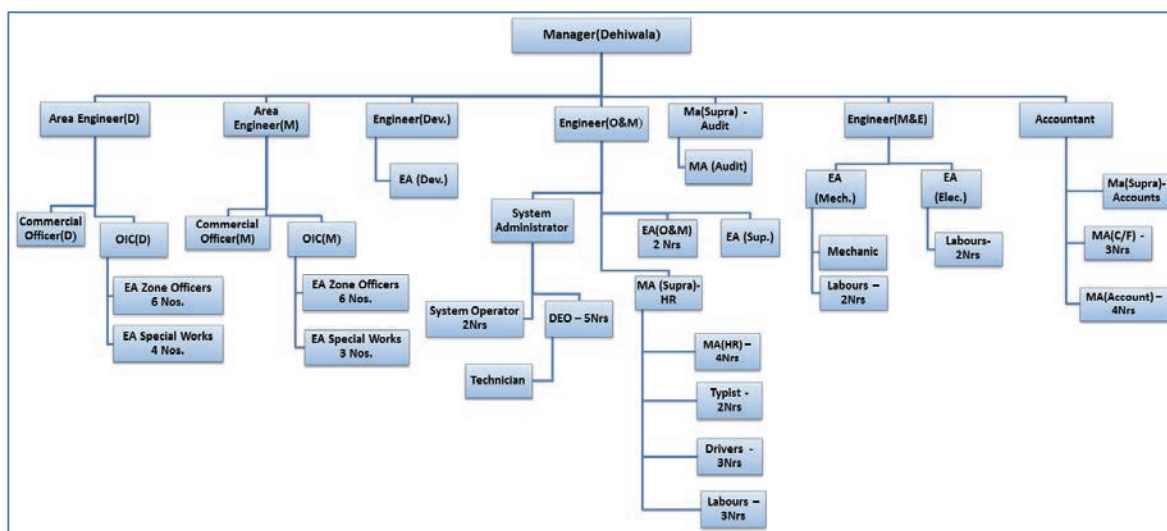 Manager(Dehiwala)
Area Engineer(D)
Area
Engineer(M)
Engineer(Dev.)
Engineer(O&M)
Ma(Supra) -
Audit
Engineer(M&E)
Accountant
EA (Dev.)
MA (Audit)
EA
(Mech.)
EA
(Elec.)
Ma(Supra)-
Accounts
Commercial
Officer(D)
OIC(D)
Commercial
Officer(M)
OIC(M)
System
Administrator
EA(O&M)
2 Nrs
EA (Sup.)
Mechanic
Labours-
2Nrs
MA(C/F) -
3Nrs
EA Zone Officers
6 Nos.
EA Zone Officers
6 Nos.
MA (Supra)-
HR
Labours –
2Nrs
MA(Account) –
4Nrs
EA Special Works
4 Nos.
EA Special Works
3 Nos.
System Operator
2Nrs
DEO – 5Nrs
MA(HR) –
4Nrs
Technician
Typist -
2Nrs
Drivers -
3Nrs
Labours –
3Nrs